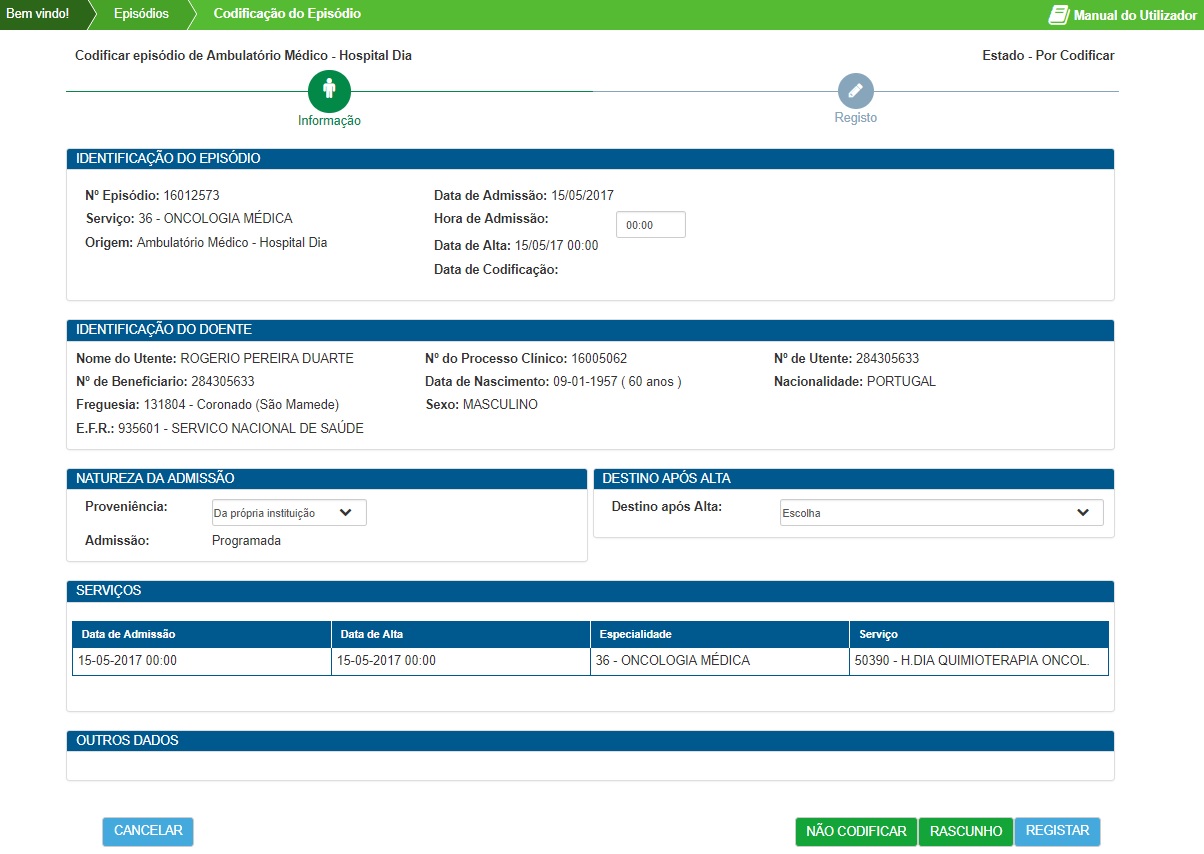 Bem vindo! Episódios Codificação do Episódio Manual do Utilizador
Codificar episódio de Ambulatório Médico - Hospital Dia Estado - Por Codificar
Informação Registo
IDENTIFICAÇÃO DO EPISÓDIO
Nº Episódio: 16012573 Data de Admissão: 15/05/2017
Serviço: 36 - ONCOLOGIA MÉDICA Hora de Admissão: 00:00
Origem: Ambulatório Médico - Hospital Dia Data de Alta: 15/05/17 00:00
Data de Codificação:
IDENTIFICAÇÃO DO DOENTE
Nome do Utente: ROGERIO PEREIRA DUARTE Nº do Processo Clínico: 16005062 Nº de Utente: 284305633
Nº de Beneficiario: 284305633 Data de Nascimento: 09-01-1957 ( 60 anos ) Nacionalidade: PORTUGAL
Freguesia: 131804 - Coronado (São Mamede) Sexo: MASCULINO
E.F.R.: 935601 - SERVICO NACIONAL DE SAÚDE
NATUREZA DA ADMISSÃO DESTINO APÓS ALTA
Proveniência: Da própria instituição Destino após Alta: Escolha
Admissão: Programada
SERVIÇOS
Data de Admissão Data de Alta Especialidade Serviço
15-05-2017 00:00 15-05-2017 00:00 36 - ONCOLOGIA MÉDICA 50390 - H.DIA QUIMIOTERAPIA ONCOL.
OUTROS DADOS
CANCELAR NÃO CODIFICAR RASCUNHO REGISTAR